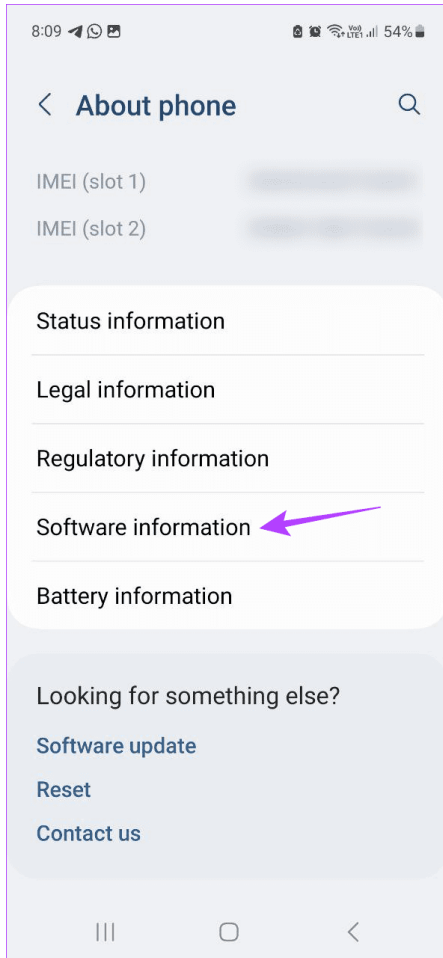 8:09 54%
About phone
IMEI (slot 1)
IMEI (slot 2)
Status information
Legal information
Regulatory information
Software information
Battery information
Looking for something else?
Software update
Reset
Contact us